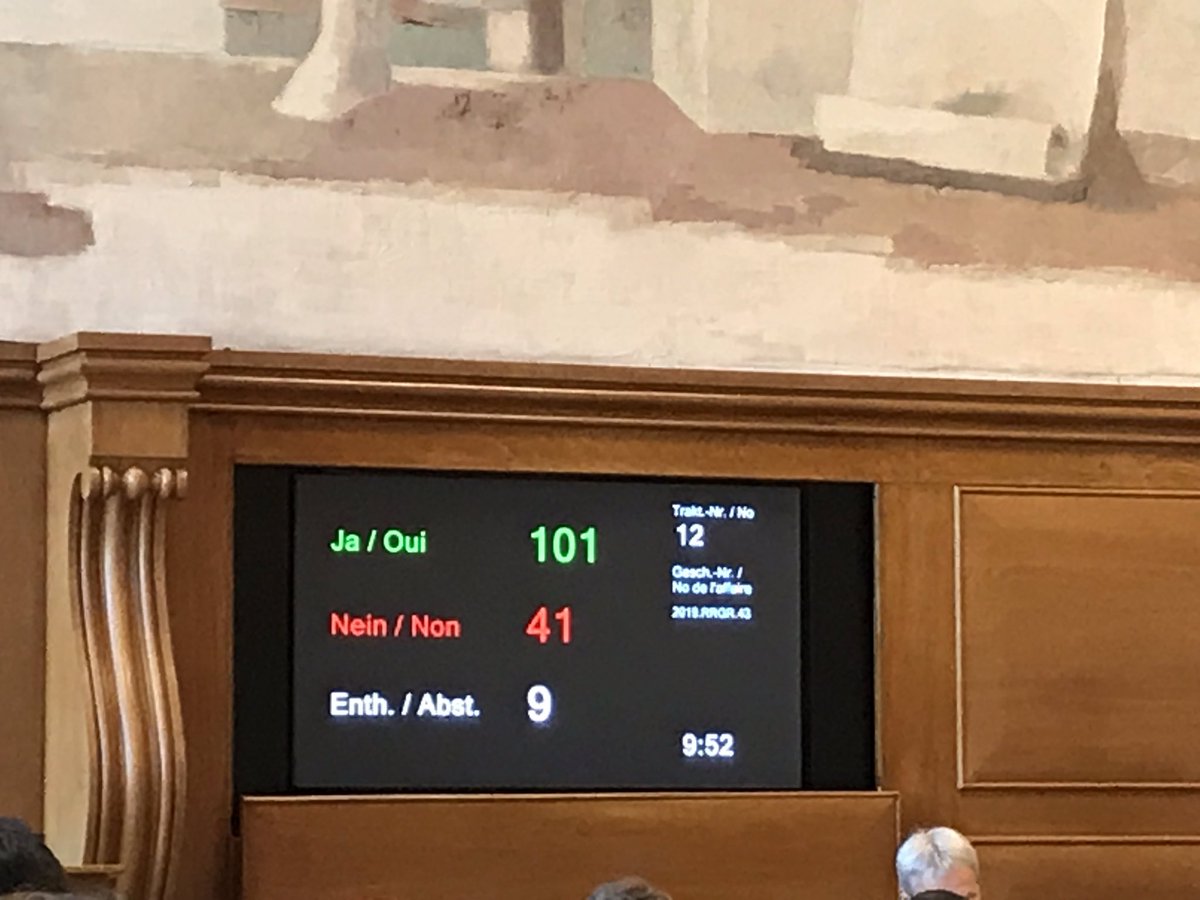 Ja / Oui 101
Nein / Non 41
Enth. / Abst. 9
Trakt.-Nr. / No
12
Gesch.-Nr. /
No de l'affaire
2019.RRGR.43
9:52